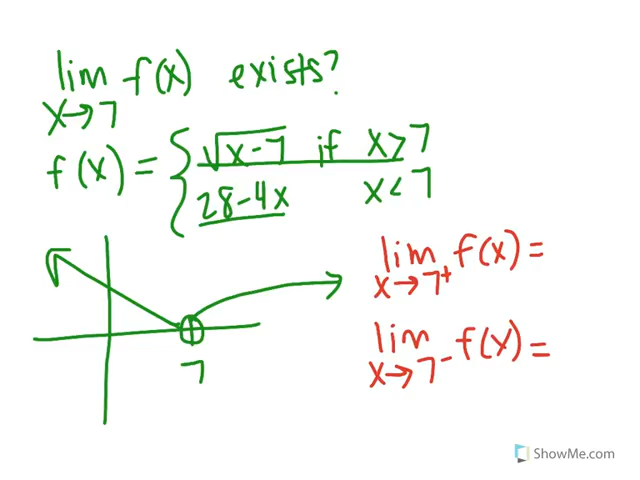 lim f(x) exists?
x→7
f(x) = { √x-7 if x>7
28-4x x<7
lim f(x) =
x→7+
lim f(x) =
x→7-
7
ShowMe.com